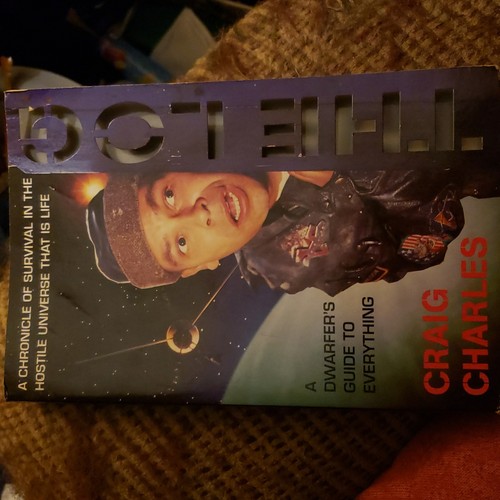 THE LOG
A CHRONICLE OF SURVIVAL IN THE
HOSTILE UNIVERSE THAT IS LIFE
A
DWARFER'S
GUIDE TO
EVERYTHING
CRAIG
CHARLES